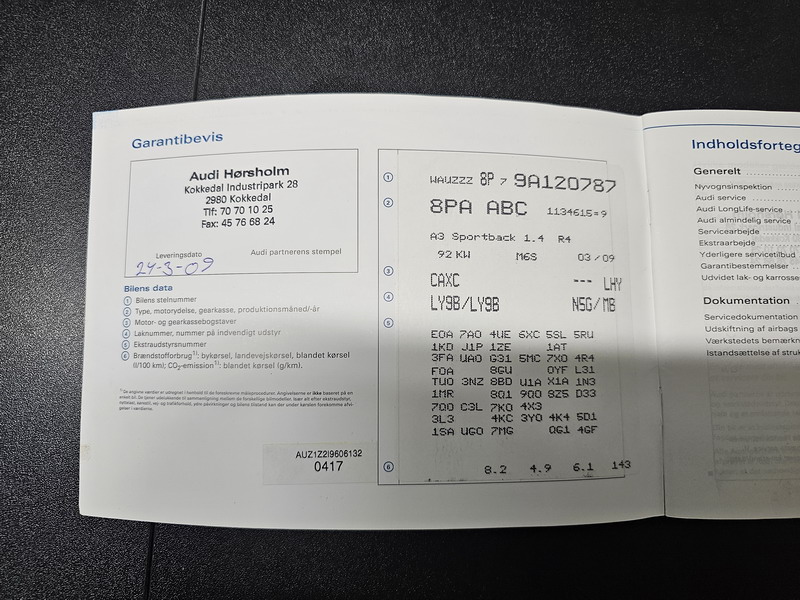 Garantibevis
Audi Hørsholm
Kokkedal Industripark 28
2980 Kokkedal
Tlf: 70 70 10 25
Fax: 45 76 68 24
Leveringsdato
Audi partnerens stempel
24-3-09
Bilens data
1 Bilens stelnummer
2 Type, motorydelse, gearkasse, produktionsmåned/-år
3 Motor- og gearkassebogstaver
4 Laknummer, nummer på indvendigt udstyr
5 Ekstraudstyrsnummer
6 Brændstofforbrug¹⁾: bykørsel, landevejskørsel, blandet kørsel
(l/100 km); CO₂-emission¹⁾: blandet kørsel (g/km).
AUZ1Z2I9606132
0417
1 WAUZZZ 8P 7 9A120787
2 8PA ABC 1134615=9
A3 Sportback 1.4 R4
92 KW M6S 03/09
3 CAXC --- LHY
4 LY9B/LY9B N5G/MB
5
E0A 7A0 4UE 6XC 5SL 5RU
1KD J1P 1ZE 1AT
3FA UA0 G31 5MC 7X0 4R4
F0A 8GU 0YF L31
TU0 3NZ 8BD U1A X1A 1N3
1MR 8Q1 9Q0 8Z5 D33
7Q0 C3L 7K0 4X3
3L3 4KC 3Y0 4K4 5D1
1SA UG0 7MG QG1 4GF
6 8.2 4.9 6.1 143
Indholdsforteg
Generelt
Nyvognsinspektion
Audi service
Audi LongLife-service
Audi almindelig service
Servicearbejde
Ekstraarbejde
Yderligere servicetilbud
Garantibestemmelser
Udvidet lak- og karrosse
Dokumentation
Servicedokumentation
Udskiftning af airbags
Værkstedets bemærkn
Istandsættelse af struk